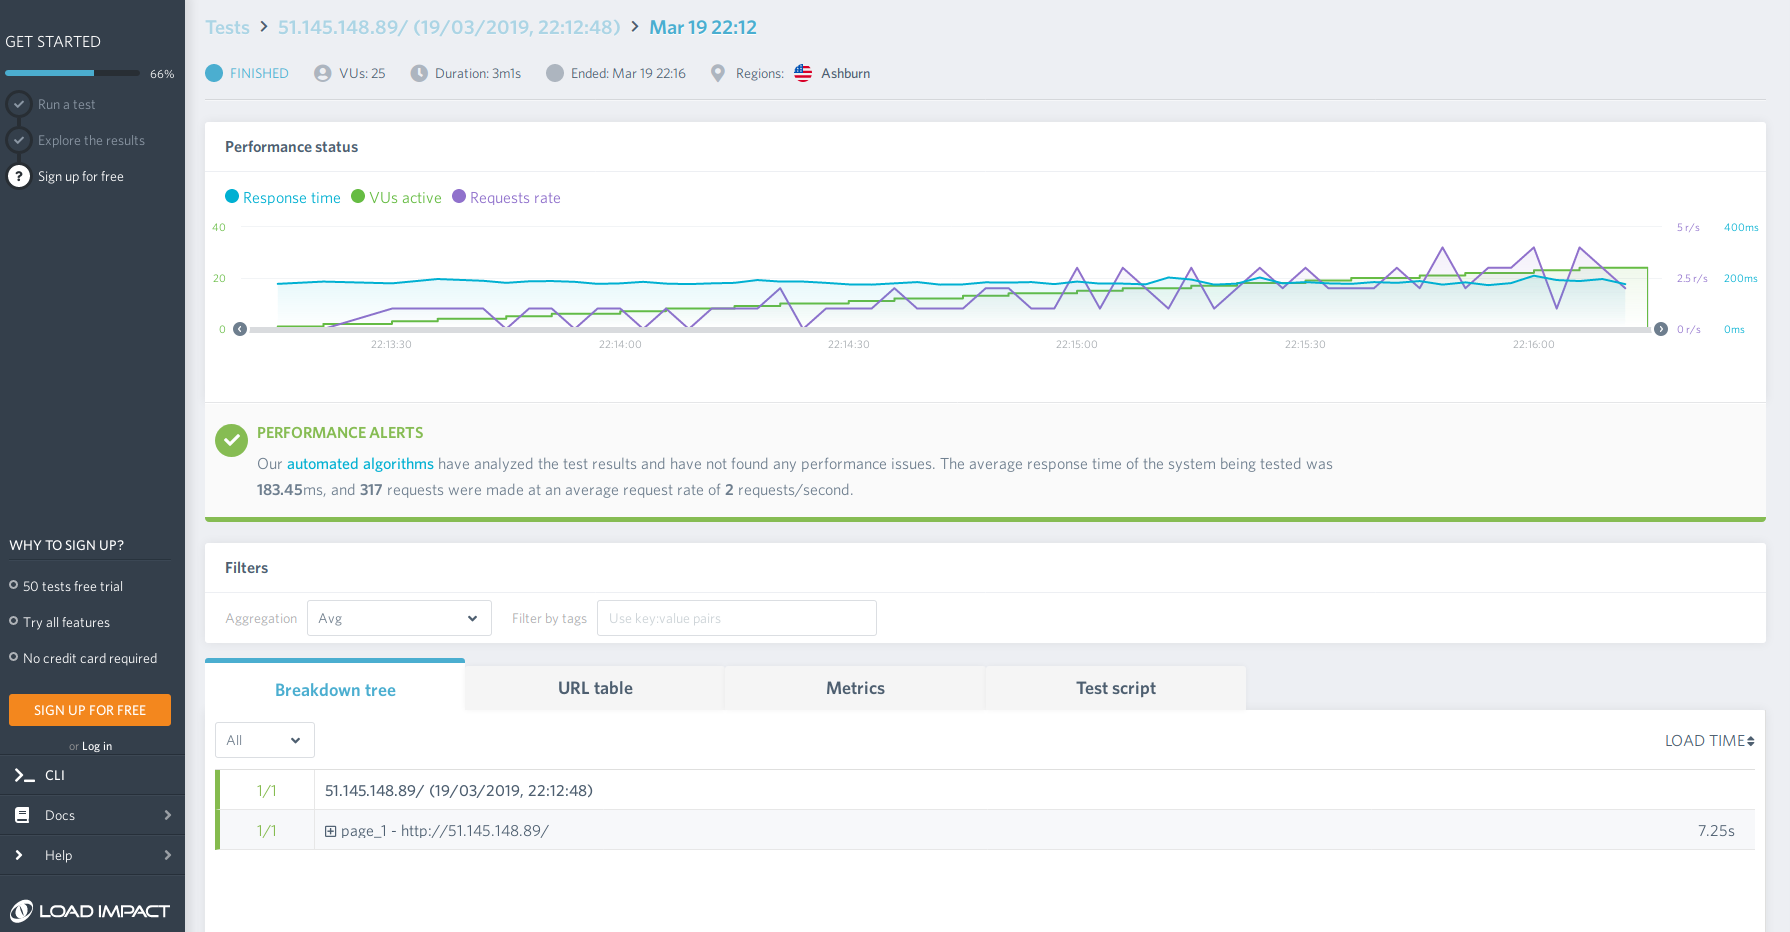 GET STARTED
66%
Run a test
Explore the results
? Sign up for free
WHY TO SIGN UP?
50 tests free trial
Try all features
No credit card required
SIGN UP FOR FREE
or Log in
CLI
Docs
Help
LOAD IMPACT
Tests > 51.145.148.89/ (19/03/2019, 22:12:48) > Mar 19 22:12
FINISHED VUs: 25 Duration: 3m1s Ended: Mar 19 22:16 Regions: Ashburn
Performance status
Response time VUs active Requests rate
40 5 r/s 400ms
20 2.5 r/s 200ms
0 0 r/s 0ms
22:13:30 22:14:00 22:14:30 22:15:00 22:15:30 22:16:00
PERFORMANCE ALERTS
Our automated algorithms have analyzed the test results and have not found any performance issues. The average response time of the system being tested was
183.45ms, and 317 requests were made at an average request rate of 2 requests/second.
Filters
Aggregation Avg Filter by tags Use key:value pairs
Breakdown tree URL table Metrics Test script
All LOAD TIME
1/1 51.145.148.89/ (19/03/2019, 22:12:48)
1/1 page_1 - http://51.145.148.89/ 7.25s